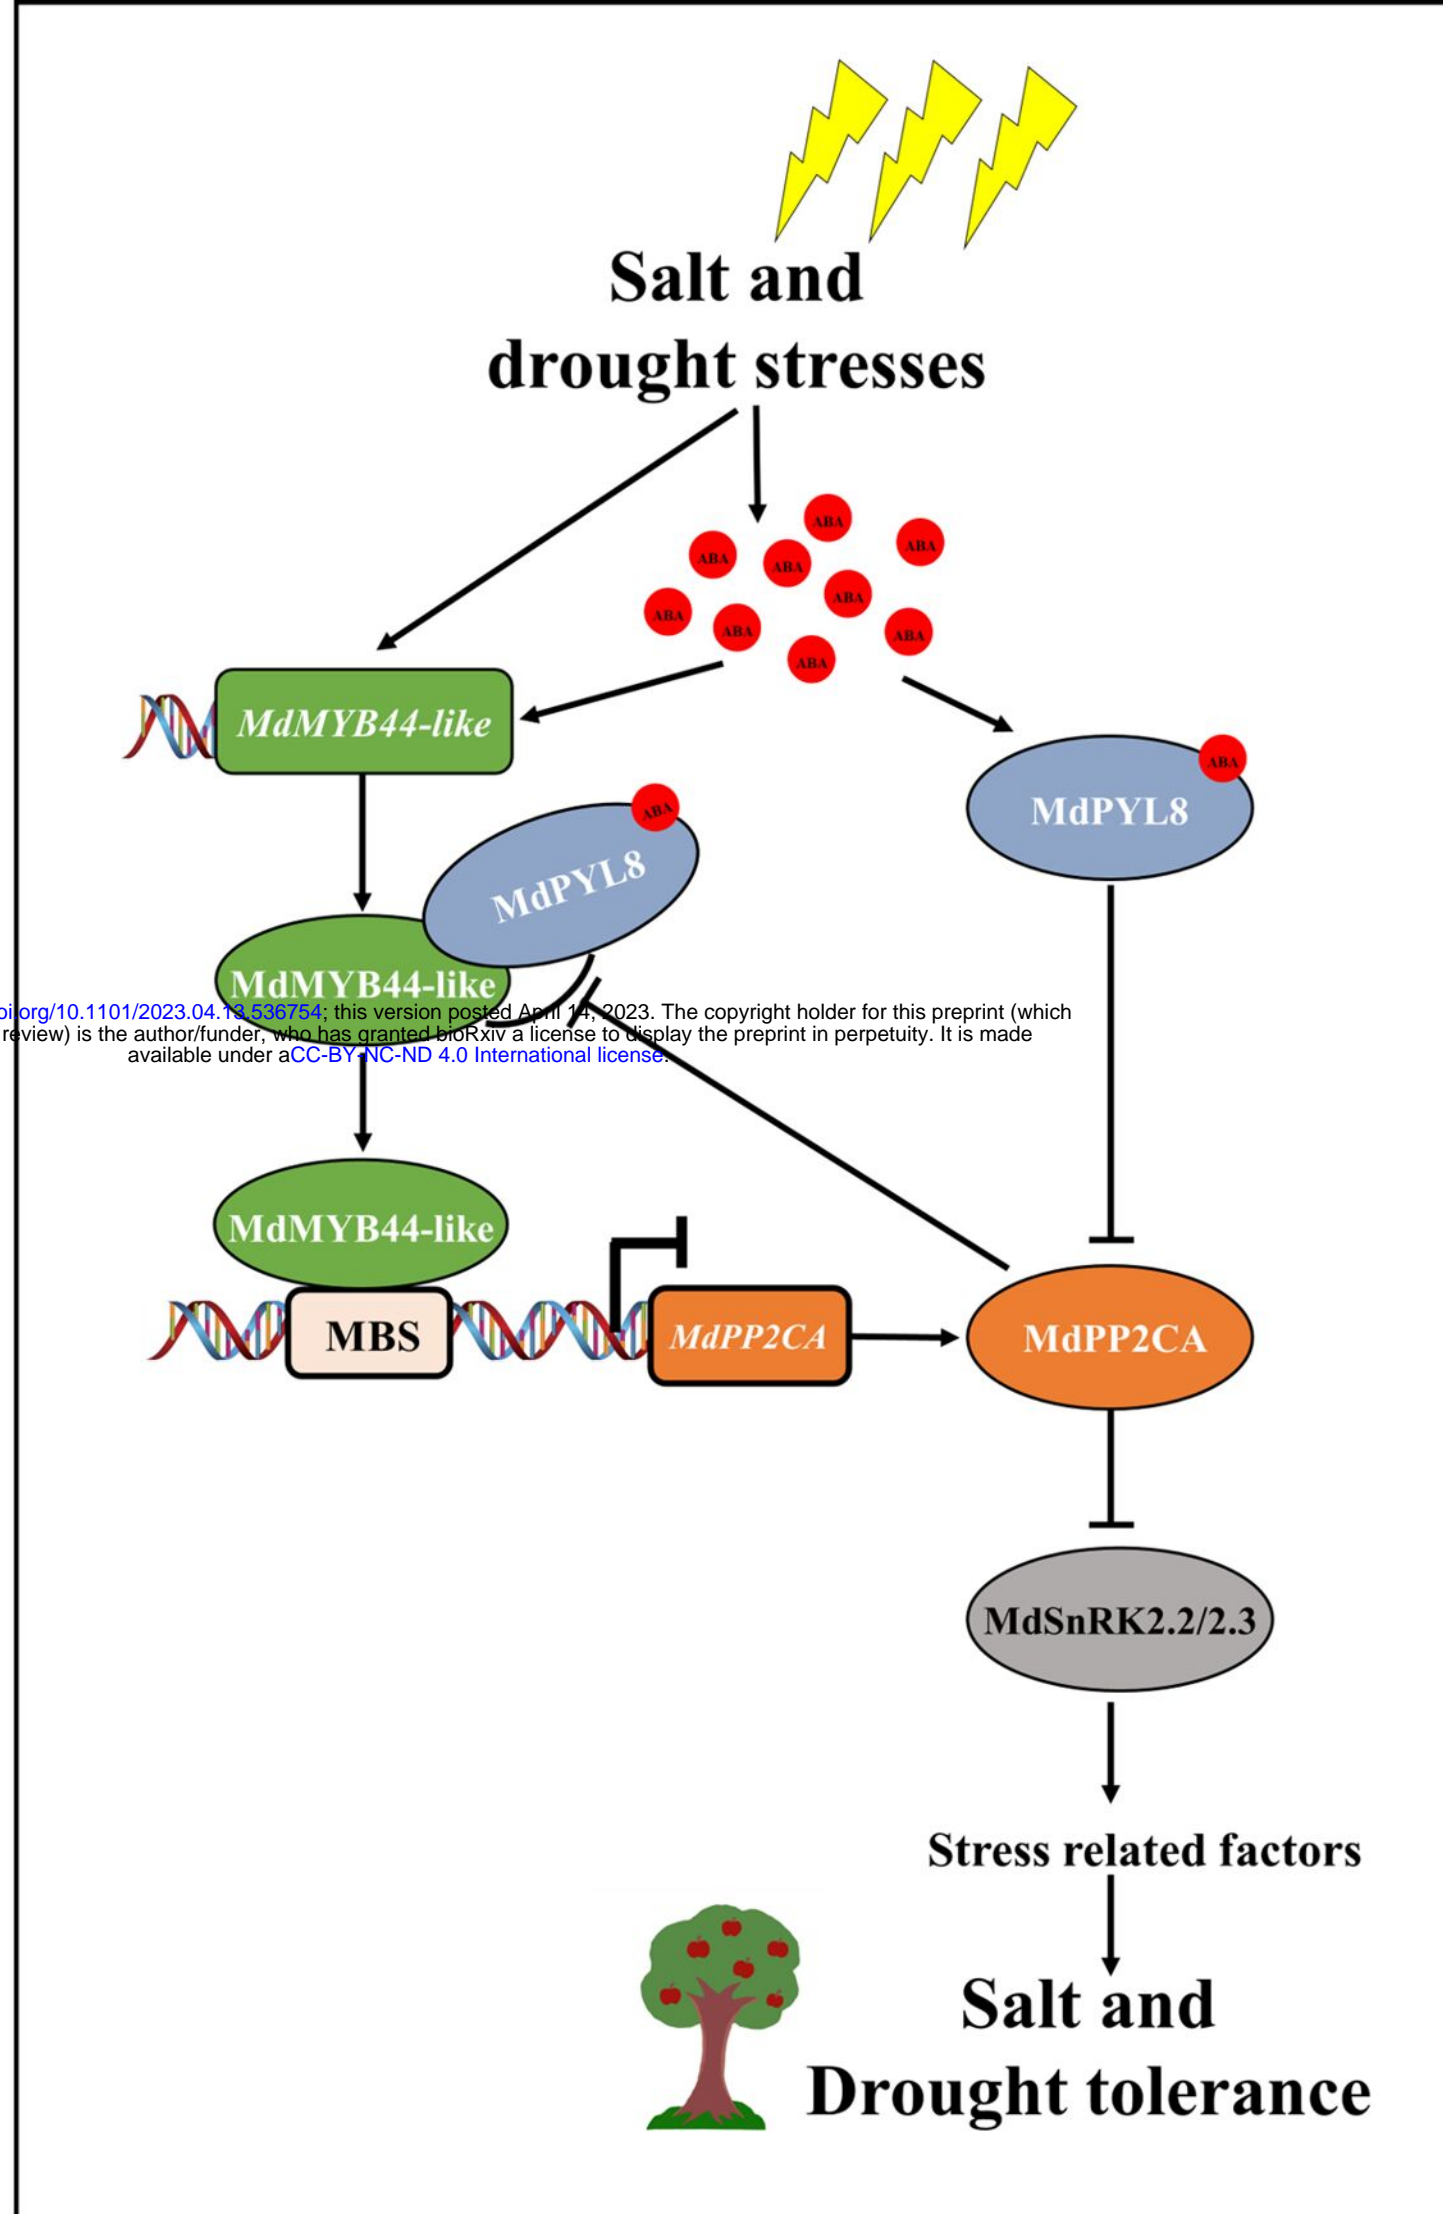 Salt and
drought stresses
ABA
ABA
ABA
ABA
ABA
ABA
ABA
ABA
ABA
MdMYB44-like
ABA
MdPYL8
ABA
MdPYL8
MdMYB44-like
oi.org/10.1101/2023.04.13.536754; this version posted April 14, 2023. The copyright holder for this preprint (which
review) is the author/funder, who has granted bioRxiv a license to display the preprint in perpetuity. It is made
available under aCC-BY-NC-ND 4.0 International license.
MdMYB44-like
MBS
MdPP2CA
MdPP2CA
MdSnRK2.2/2.3
Stress related factors
Salt and
Drought tolerance